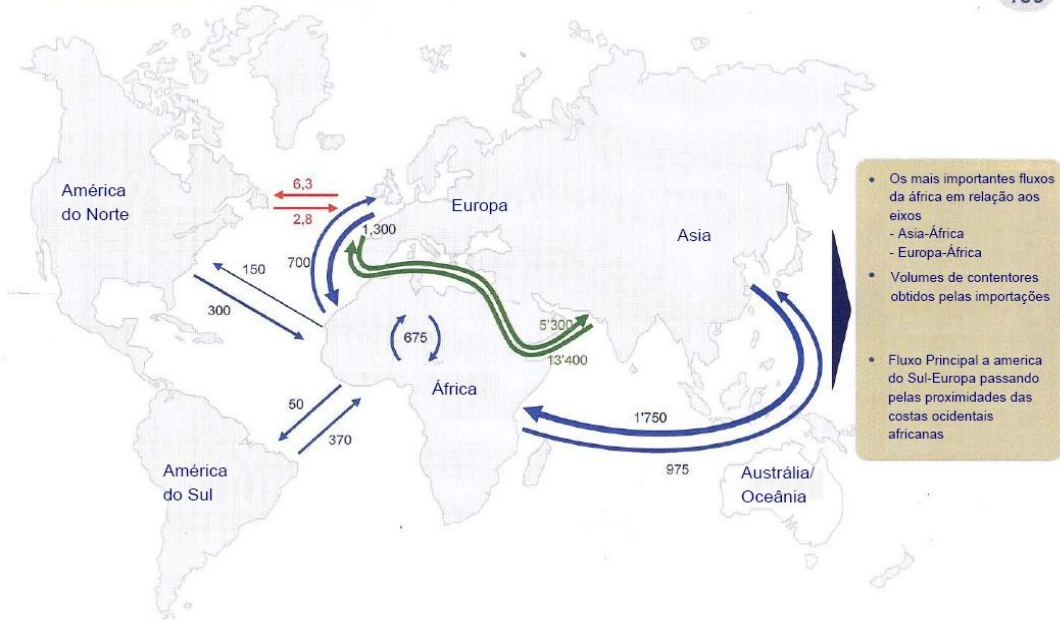 América
do Norte
6,3
2,8
Europa
Asia
1,300
700
150
300
675
África
5'300
13'400
50
370
América
do Sul
1'750
975
Austrália/
Oceânia
• Os mais importantes fluxos
da áfrica em relação aos
eixos
- Asia-África
- Europa-África
• Volumes de contentores
obtidos pelas importações
• Fluxo Principal a america
do Sul-Europa passando
pelas proximidades das
costas ocidentais
africanas